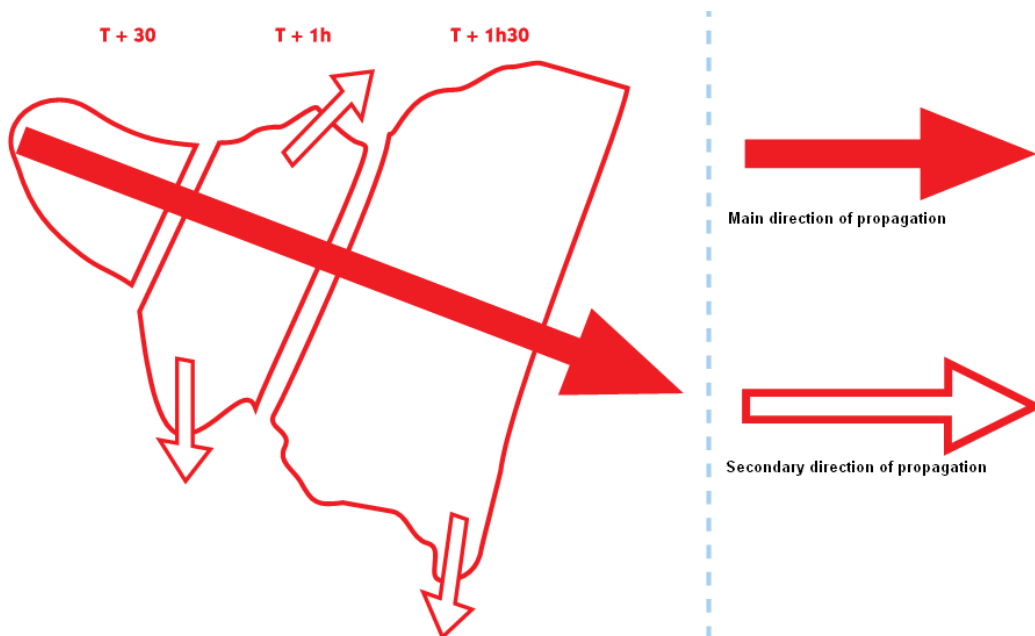 T + 30 T + 1h T + 1h30
Main direction of propagation
Secondary direction of propagation